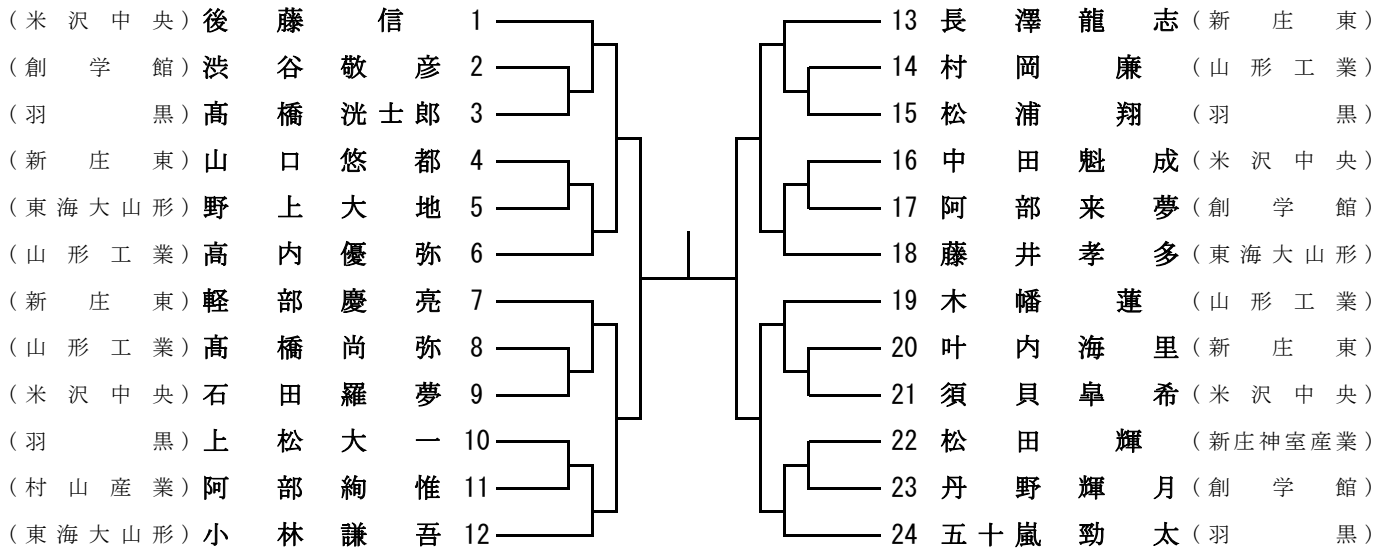 (米沢中央) 後藤信 1 13 長澤龍志 (新庄東)
(創学館) 渋谷敬彦 2 14 村岡廉 (山形工業)
(羽黒) 髙橋洸士郎 3 15 松浦翔 (羽黒)
(新庄東) 山口悠都 4 16 中田魁成 (米沢中央)
(東海大山形) 野上大地 5 17 阿部来夢 (創学館)
(山形工業) 高内優弥 6 18 藤井孝多 (東海大山形)
(新庄東) 軽部慶亮 7 19 木幡蓮 (山形工業)
(山形工業) 髙橋尚弥 8 20 叶内海里 (新庄東)
(米沢中央) 石田羅夢 9 21 須貝皐希 (米沢中央)
(羽黒) 上松大一 10 22 松田輝 (新庄神室産業)
(村山産業) 阿部絢惟 11 23 丹野輝月 (創学館)
(東海大山形) 小林謙吾 12 24 五十嵐勁太 (羽黒)